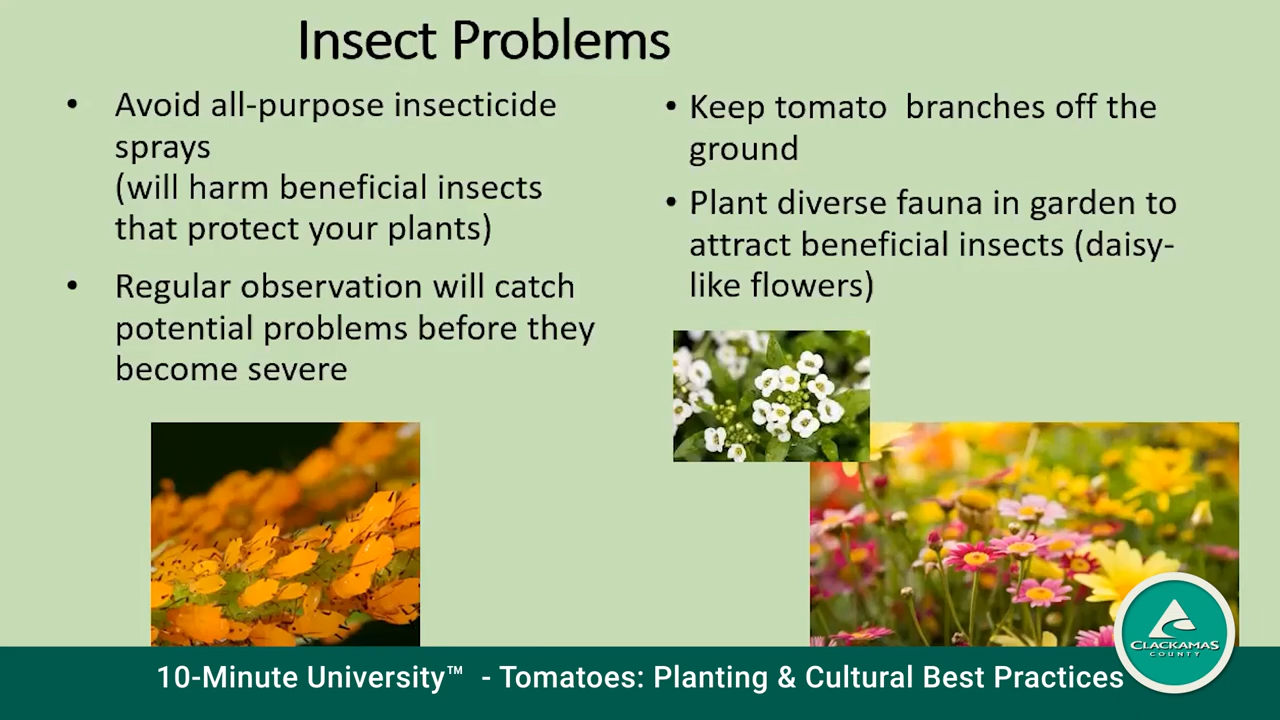 Insect Problems
• Avoid all-purpose insecticide
sprays
(will harm beneficial insects
that protect your plants)
• Regular observation will catch
potential problems before they
become severe
• Keep tomato branches off the
ground
• Plant diverse fauna in garden to
attract beneficial insects (daisy-
like flowers)
CLACKAMAS
COUNTY
10-Minute University™ - Tomatoes: Planting & Cultural Best Practices